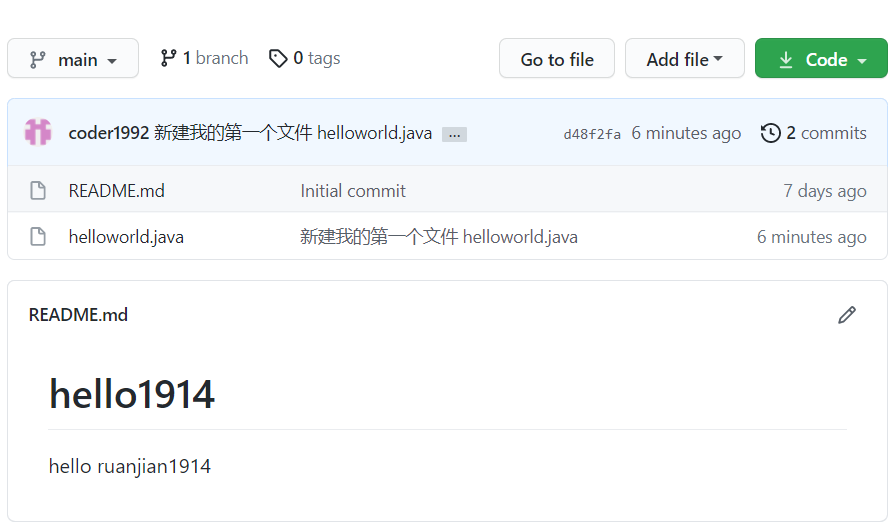 main 1 branch 0 tags Go to file Add file Code
coder1992 新建我的第一个文件 helloworld.java ... d48f2fa 6 minutes ago 2 commits
README.md Initial commit 7 days ago
helloworld.java 新建我的第一个文件 helloworld.java 6 minutes ago
README.md
hello1914
hello ruanjian1914